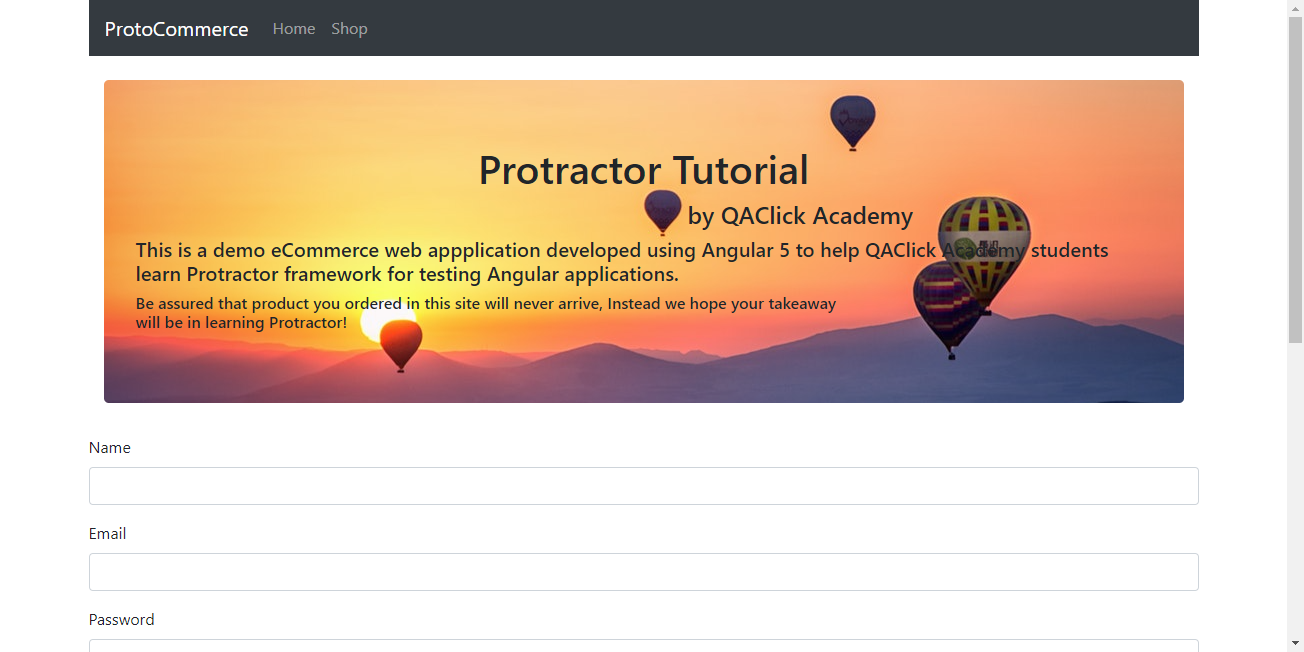 ProtoCommerce Home Shop
Protractor Tutorial
by QAClick Academy
This is a demo eCommerce web appplication developed using Angular 5 to help QAClick Academy students
learn Protractor framework for testing Angular applications.
Be assured that product you ordered in this site will never arrive, Instead we hope your takeaway
will be in learning Protractor!
Name
Email
Password